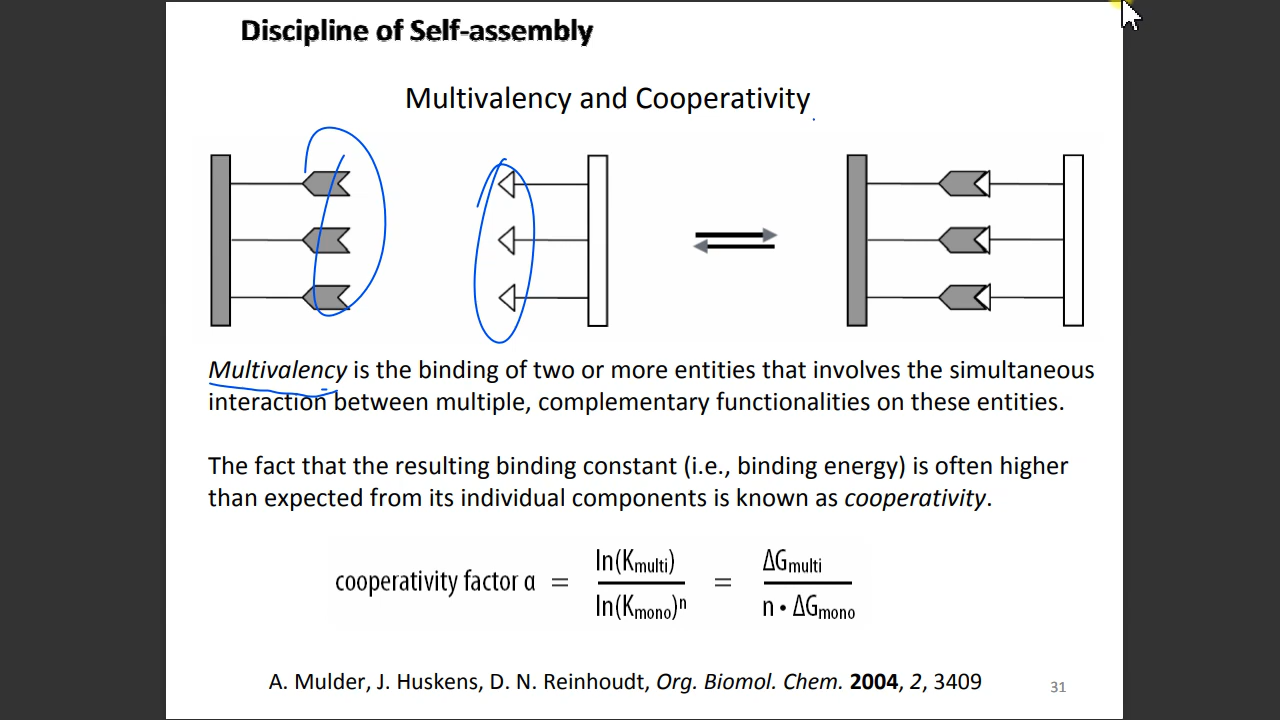 Discipline of Self-assembly
Multivalency and Cooperativity
Multivalency is the binding of two or more entities that involves the simultaneous
interaction between multiple, complementary functionalities on these entities.
The fact that the resulting binding constant (i.e., binding energy) is often higher
than expected from its individual components is known as cooperativity.
cooperativity factor α = ln(Kmulti) / ln(Kmono)ⁿ = ΔGmulti / n • ΔGmono
A. Mulder, J. Huskens, D. N. Reinhoudt, Org. Biomol. Chem. 2004, 2, 3409
31